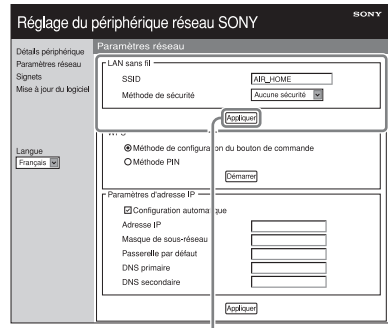 SONY
Réglage du périphérique réseau SONY
Détails périphérique
Paramètres réseau
Signets
Mise à jour du logiciel
Langue
Français
Paramètres réseau
LAN sans fil
SSID AIR_HOME
Méthode de sécurité Aucune sécurité
Appliquer
WPS
Méthode de configuration du bouton de commande
Méthode PIN
Démarrer
Paramètres d'adresse IP
Configuration automatique
Adresse IP
Masque de sous-réseau
Passerelle par défaut
DNS primaire
DNS secondaire
Appliquer